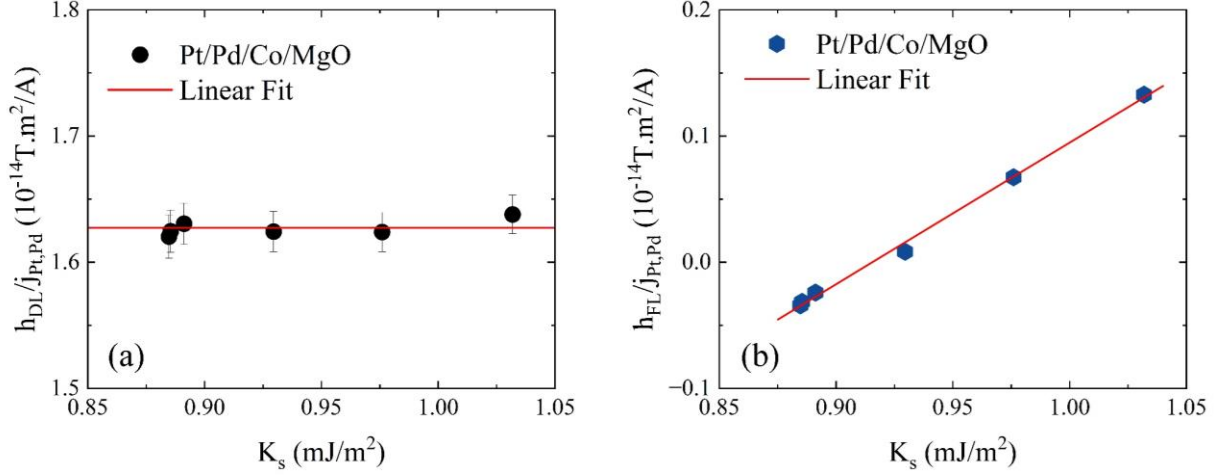 1.8
1.7
1.6
1.5
h_DL/j_Pt,Pd (10^-14 T.m^2/A)
Pt/Pd/Co/MgO
Linear Fit
(a)
0.85 0.90 0.95 1.00 1.05
K_s (mJ/m^2)
0.2
0.1
0.0
−0.1
h_FL/j_Pt,Pd (10^-14 T.m^2/A)
Pt/Pd/Co/MgO
Linear Fit
(b)
0.85 0.90 0.95 1.00 1.05
K_s (mJ/m^2)